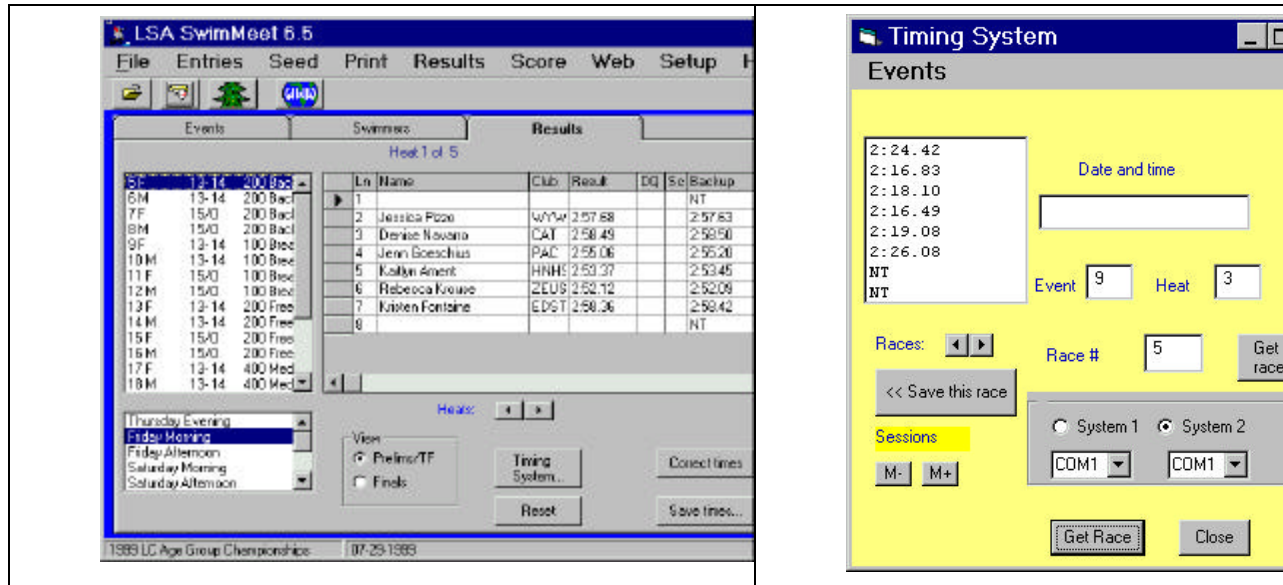 LSA SwimMeet 6.5
File Entries Seed Print Results Score Web Setup H
Events Swimmers Results
Heat 1 of 5
5F 13-14 200 Bac
6M 13-14 200 Bacl
7F 15/O 200 Bacl
8M 15/O 200 Bacl
9F 13-14 100 Brea
10M 13-14 100 Brea
11F 15/O 100 Brea
12M 15/O 100 Brea
13F 13-14 200 Free
14M 13-14 200 Free
15F 15/O 200 Free
16M 15/O 200 Free
17F 13-14 400 Med
18M 13-14 400 Med
Ln Name Club Result DQ Sc Backup
1 NT
2 Jessica Pizzo WYW 2:57.68 2:57.63
3 Denise Navarro CAT 2:58.49 2:58.50
4 Jenn Goeschius PAC 2:55.06 2:55.20
5 Kaitlyn Ament HNHS 2:53.37 2:53.45
6 Rebecca Krouse ZEUS 2:52.12 2:52.09
7 Kristen Fontaine EDST 2:58.36 2:58.42
8 NT
Heats:
Thursday Evening
Friday Morning
Friday Afternoon
Saturday Morning
Saturday Afternoon
View
Prelims/TF
Finals
Timing System...
Reset
Correct times
Save times...
1999 LC Age Group Championships 07-29-1999
Timing System
Events
2:24.42
2:16.83
2:18.10
2:16.49
2:19.08
2:26.08
NT
NT
Date and time
Event 9 Heat 3
Races:
Race # 5
Get
race
<< Save this race
Sessions
M- M+
System 1 System 2
COM1 COM1
Get Race Close